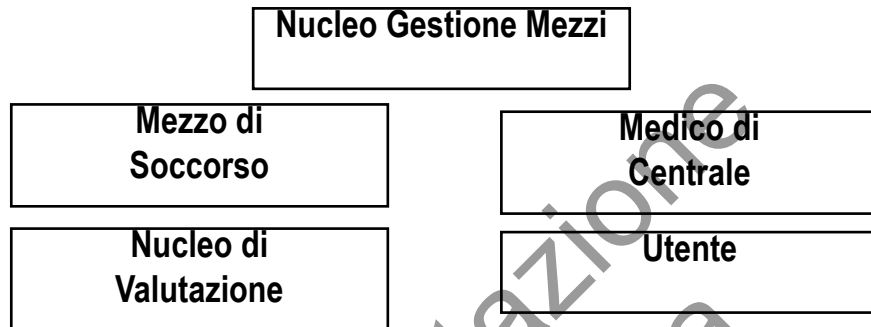 Nucleo Gestione Mezzi
Mezzo di
Soccorso
Medico di
Centrale
Nucleo di
Valutazione
Utente